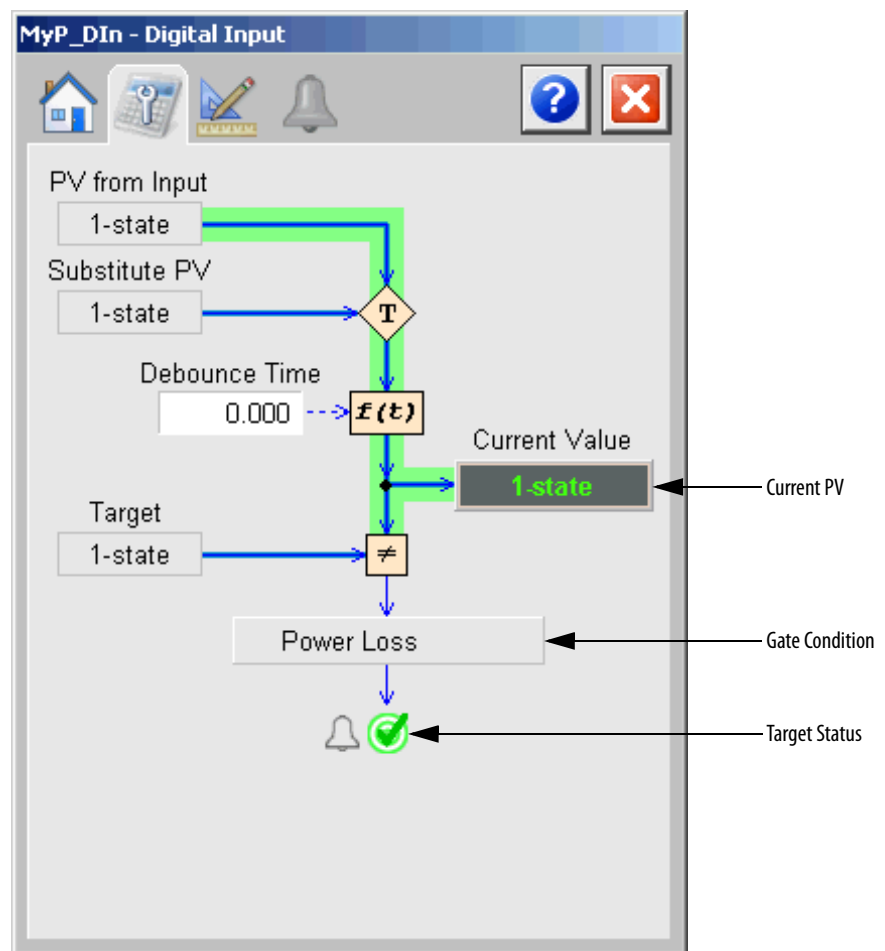 MyP_DIn - Digital Input
?
PV from Input
1-state
Substitute PV
1-state
T
Debounce Time
0.000
f(t)
Current Value
1-state
Current PV
Target
1-state
≠
Power Loss
Gate Condition
Target Status